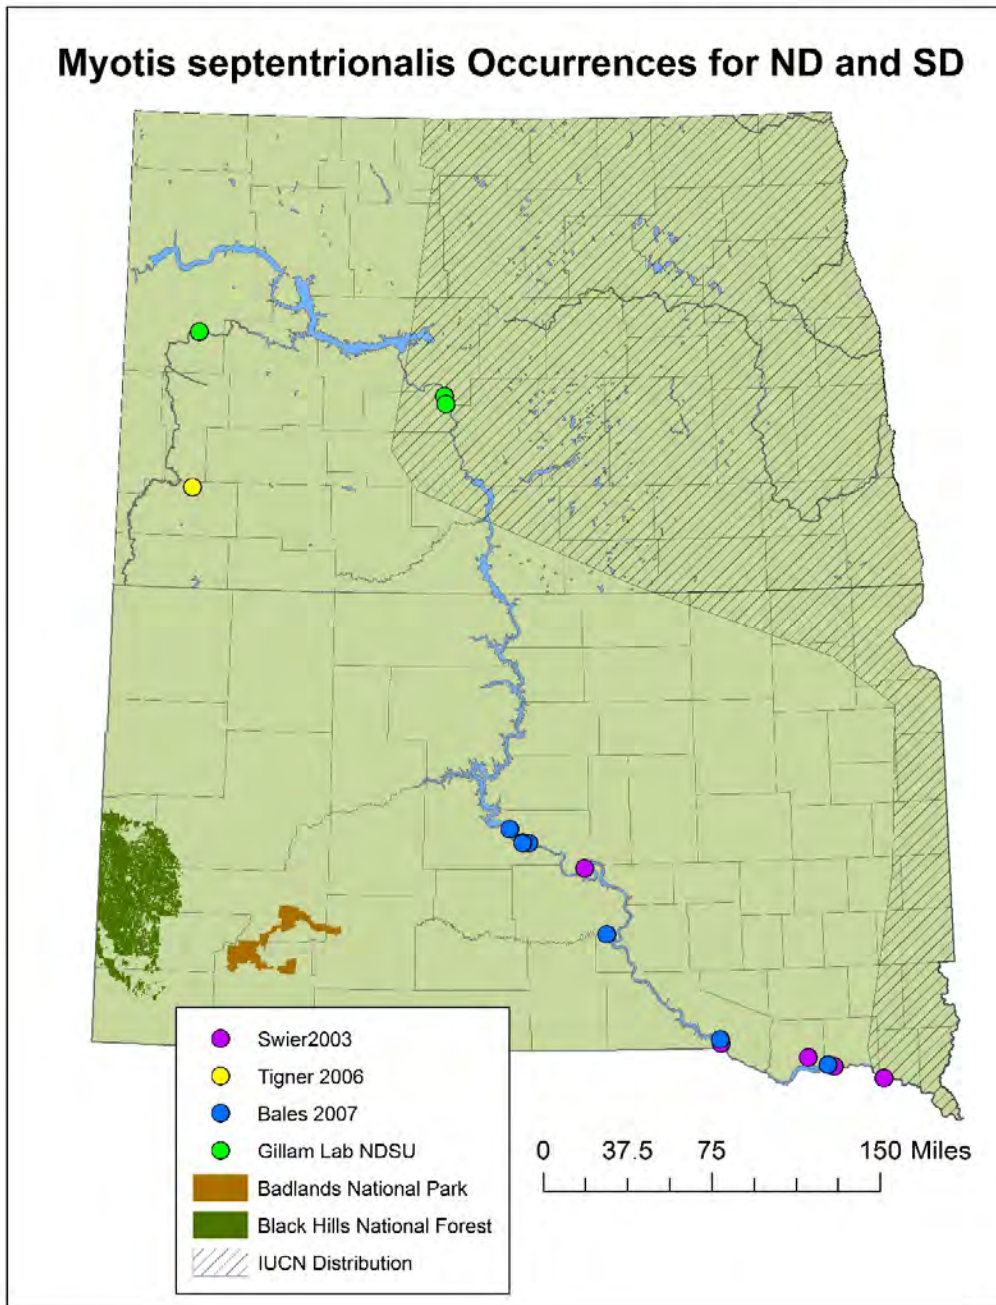 Myotis septentrionalis Occurrences for ND and SD
Swier2003
Tigner 2006
Bales 2007
Gillam Lab NDSU
Badlands National Park
Black Hills National Forest
IUCN Distribution
0 37.5 75 150 Miles